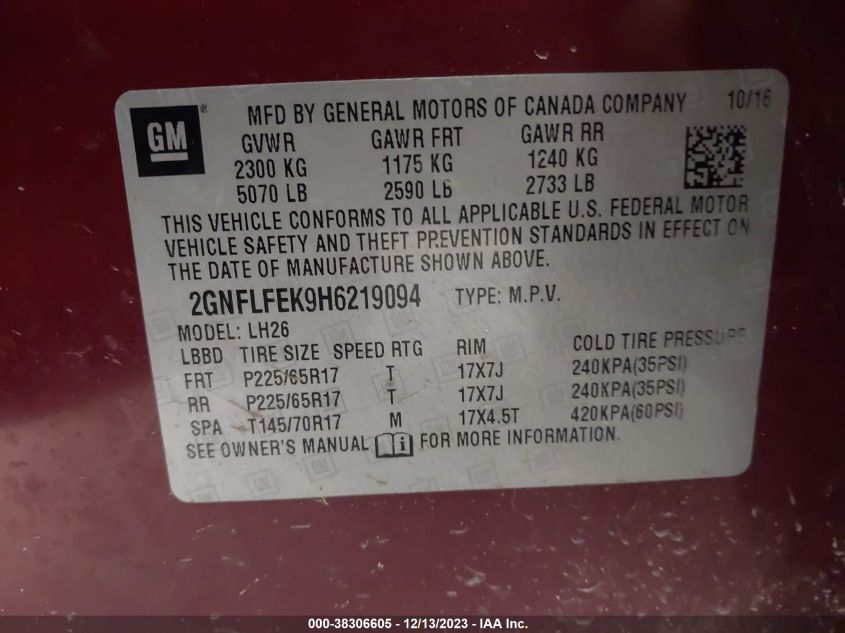 GM ® MFD BY GENERAL MOTORS OF CANADA COMPANY 10/16
GVWR GAWR FRT GAWR RR
2300 KG 1175 KG 1240 KG
5070 LB 2590 LB 2733 LB
THIS VEHICLE CONFORMS TO ALL APPLICABLE U.S. FEDERAL MOTOR
VEHICLE SAFETY AND THEFT PREVENTION STANDARDS IN EFFECT ON
THE DATE OF MANUFACTURE SHOWN ABOVE.
2GNFLFEK9H6219094 TYPE: M.P.V.
MODEL: LH26
LBBD TIRE SIZE SPEED RTG RIM COLD TIRE PRESSURE
FRT P225/65R17 T 17X7J 240KPA(35PSI)
RR P225/65R17 T 17X7J 240KPA(35PSI)
SPA T145/70R17 M 17X4.5T 420KPA(60PSI)
SEE OWNER'S MANUAL FOR MORE INFORMATION.
000-38306605 - 12/13/2023 - IAA Inc.